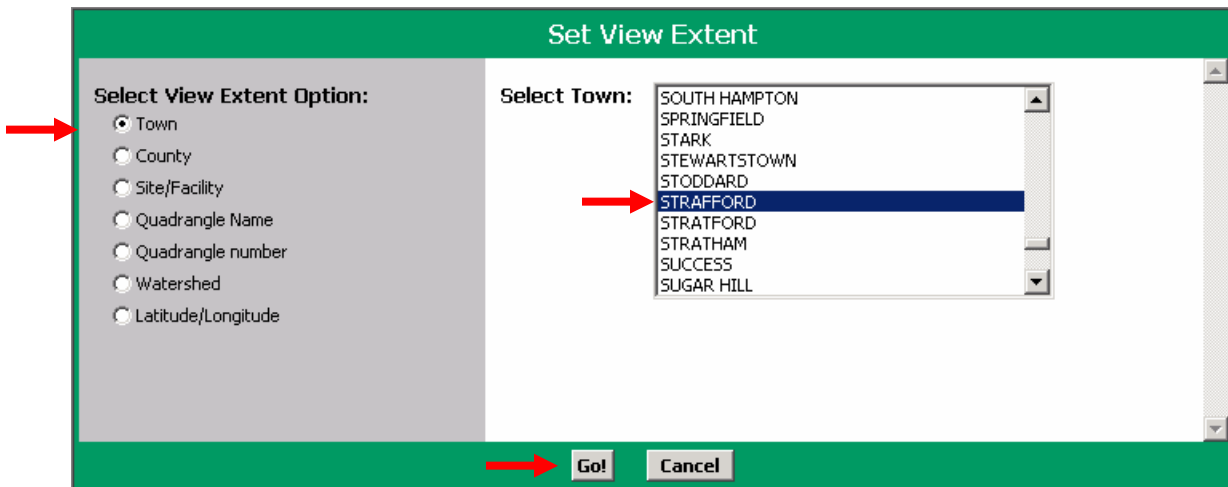 Set View Extent
Select View Extent Option:
Town
County
Site/Facility
Quadrangle Name
Quadrangle number
Watershed
Latitude/Longitude
Select Town:
SOUTH HAMPTON
SPRINGFIELD
STARK
STEWARTSTOWN
STODDARD
STRAFFORD
STRATFORD
STRATHAM
SUCCESS
SUGAR HILL
Go!
Cancel